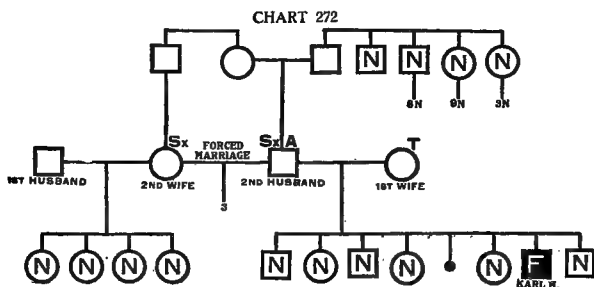 CHART 272
N N N N
8N 9N 3N
Sx FORCED MARRIAGE Sx A T
1ST HUSBAND 2ND WIFE 2ND HUSBAND 1ST WIFE
3
N N N N N N N N N F N
KARL H.